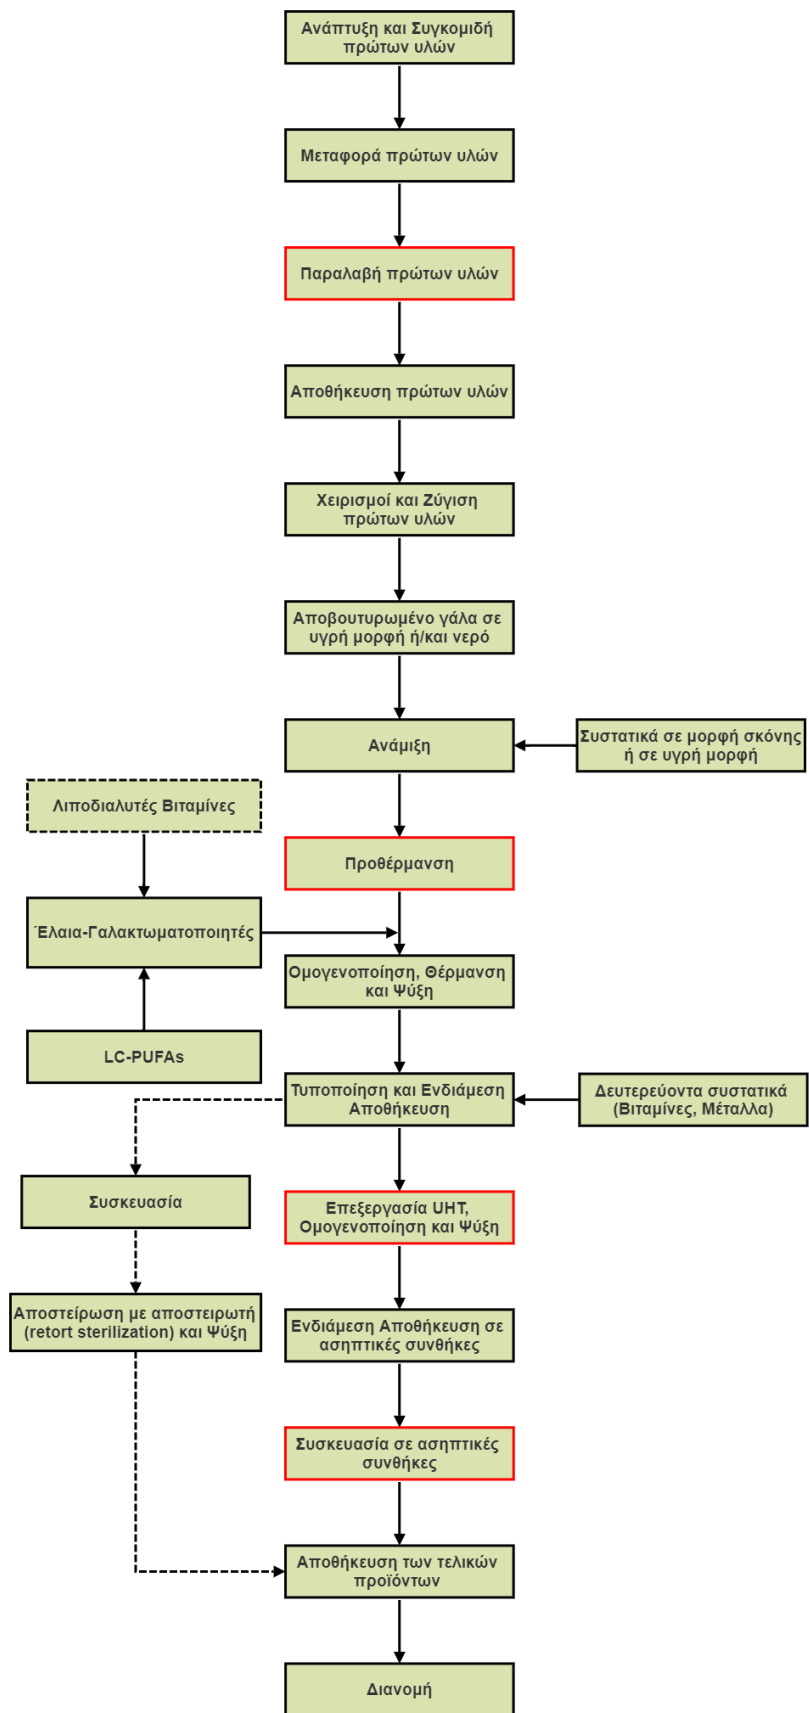 Ανάπτυξη και Συγκομιδή
πρώτων υλών
Μεταφορά πρώτων υλών
Παραλαβή πρώτων υλών
Αποθήκευση πρώτων υλών
Χειρισμοί και Ζύγιση
πρώτων υλών
Αποβουτυρωμένο γάλα σε
υγρή μορφή ή/και νερό
Ανάμιξη
Συστατικά σε μορφή σκόνης
ή σε υγρή μορφή
Λιποδιαλυτές Βιταμίνες
Προθέρμανση
Έλαια-Γαλακτωματοποιητές
Ομογενοποίηση, Θέρμανση
και Ψύξη
LC-PUFAs
Τυποποίηση και Ενδιάμεση
Αποθήκευση
Δευτερεύοντα συστατικά
(Βιταμίνες, Μέταλλα)
Συσκευασία
Επεξεργασία UHT,
Ομογενοποίηση και Ψύξη
Αποστείρωση με αποστειρωτή
(retort sterilization) και Ψύξη
Ενδιάμεση Αποθήκευση σε
ασηπτικές συνθήκες
Συσκευασία σε ασηπτικές
συνθήκες
Αποθήκευση των τελικών
προϊόντων
Διανομή